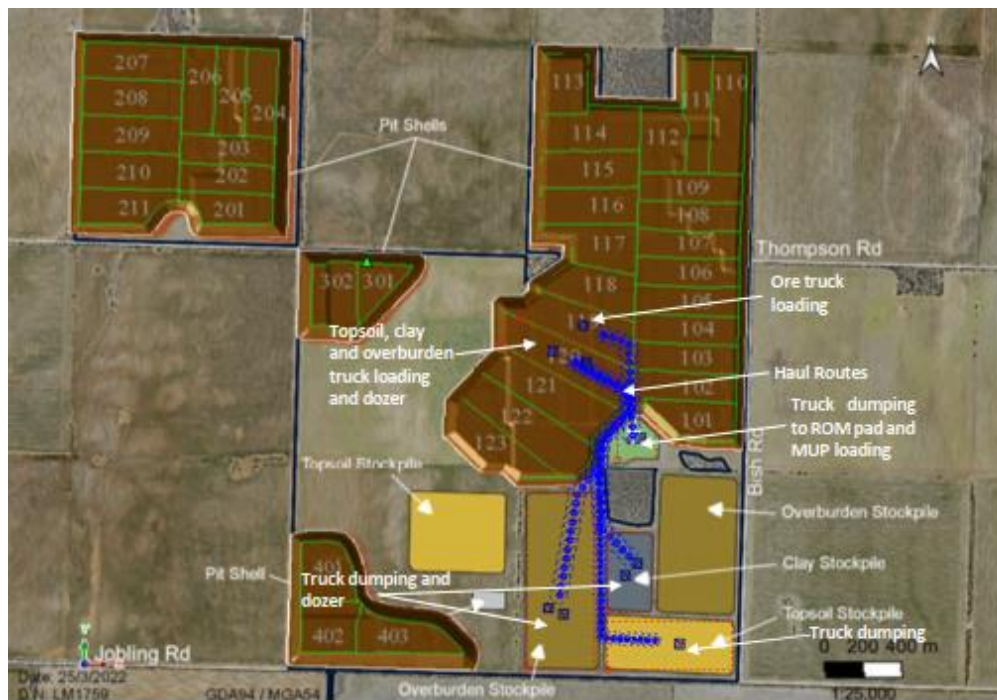 207
206
205
204
208
209
203
210
202
211
201
Pit Shells
113
110
111
114
112
115
109
116
108
117
107
Thompson Rd
106
118
302
301
105
Ore truck
loading
104
Topsoil, clay
and overburden
truck loading
and dozer
103
121
Haul Routes
102
122
101
Truck dumping
to ROM pad and
MUP loading
123
Topsoil Stockpile
Bish Rd
Overburden Stockpile
401
Clay Stockpile
Pit Shell
Truck dumping and
dozer
Topsoil Stockpile
402
403
Truck dumping
0 200 400 m
Jobling Rd
Date: 25/3/2022
GDA94 / MGA54
Overburden Stockpile
1:25,000